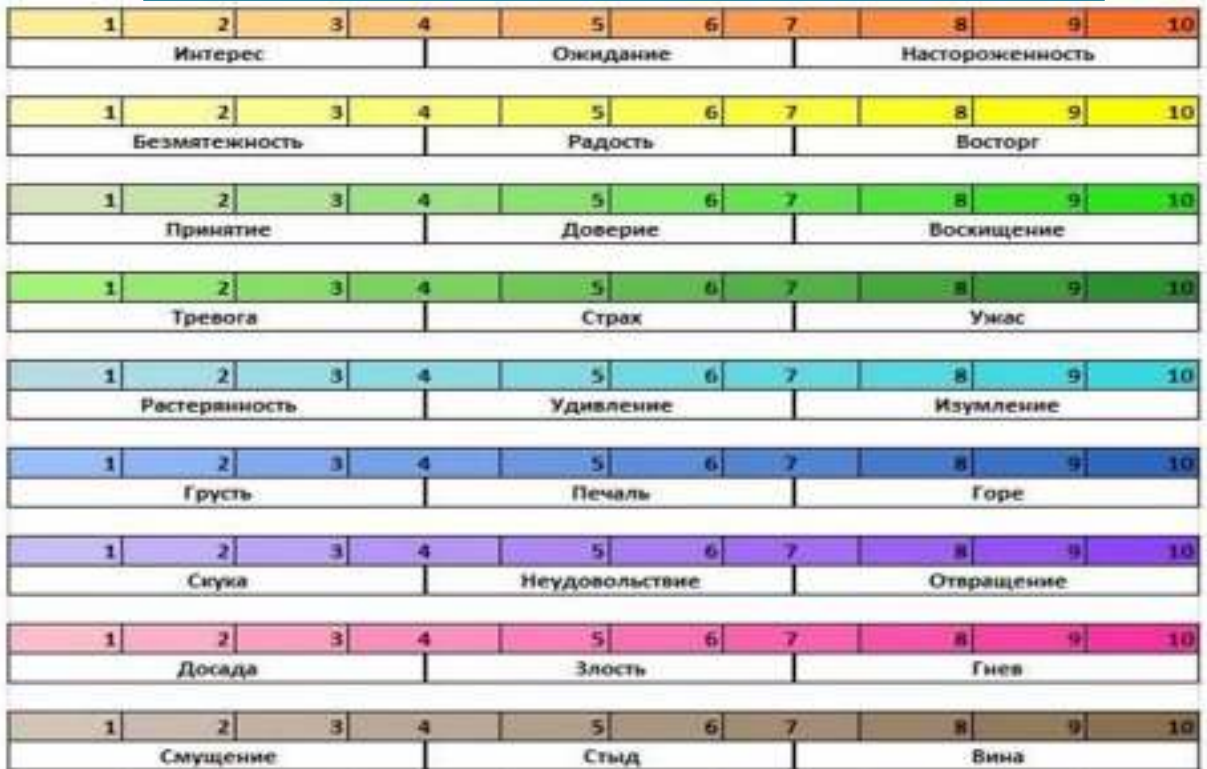 1 2 3 4 5 6 7 8 9 10
Интерес Ожидание Настороженность
1 2 3 4 5 6 7 8 9 10
Безмятежность Радость Восторг
1 2 3 4 5 6 7 8 9 10
Принятие Доверие Восхищение
1 2 3 4 5 6 7 8 9 10
Тревога Страх Ужас
1 2 3 4 5 6 7 8 9 10
Растерянность Удивление Изумление
1 2 3 4 5 6 7 8 9 10
Грусть Печаль Горе
1 2 3 4 5 6 7 8 9 10
Скука Неудовольствие Отвращение
1 2 3 4 5 6 7 8 9 10
Досада Злость Гнев
1 2 3 4 5 6 7 8 9 10
Смущение Стыд Вина